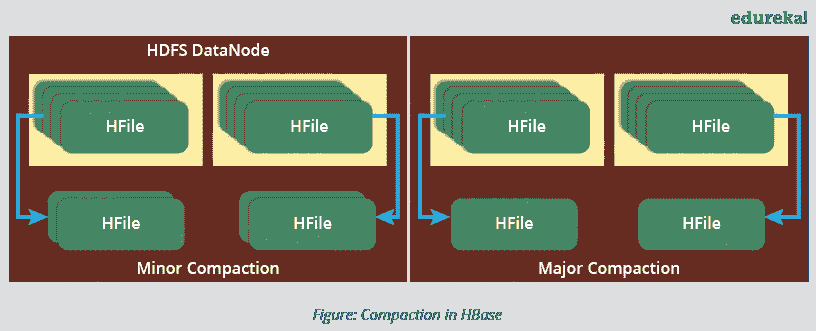 edureka!
HDFS DataNode
HFile
HFile
HFile
HFile
HFile
HFile
HFile
HFile
Minor Compaction
Major Compaction
Figure: Compaction in HBase